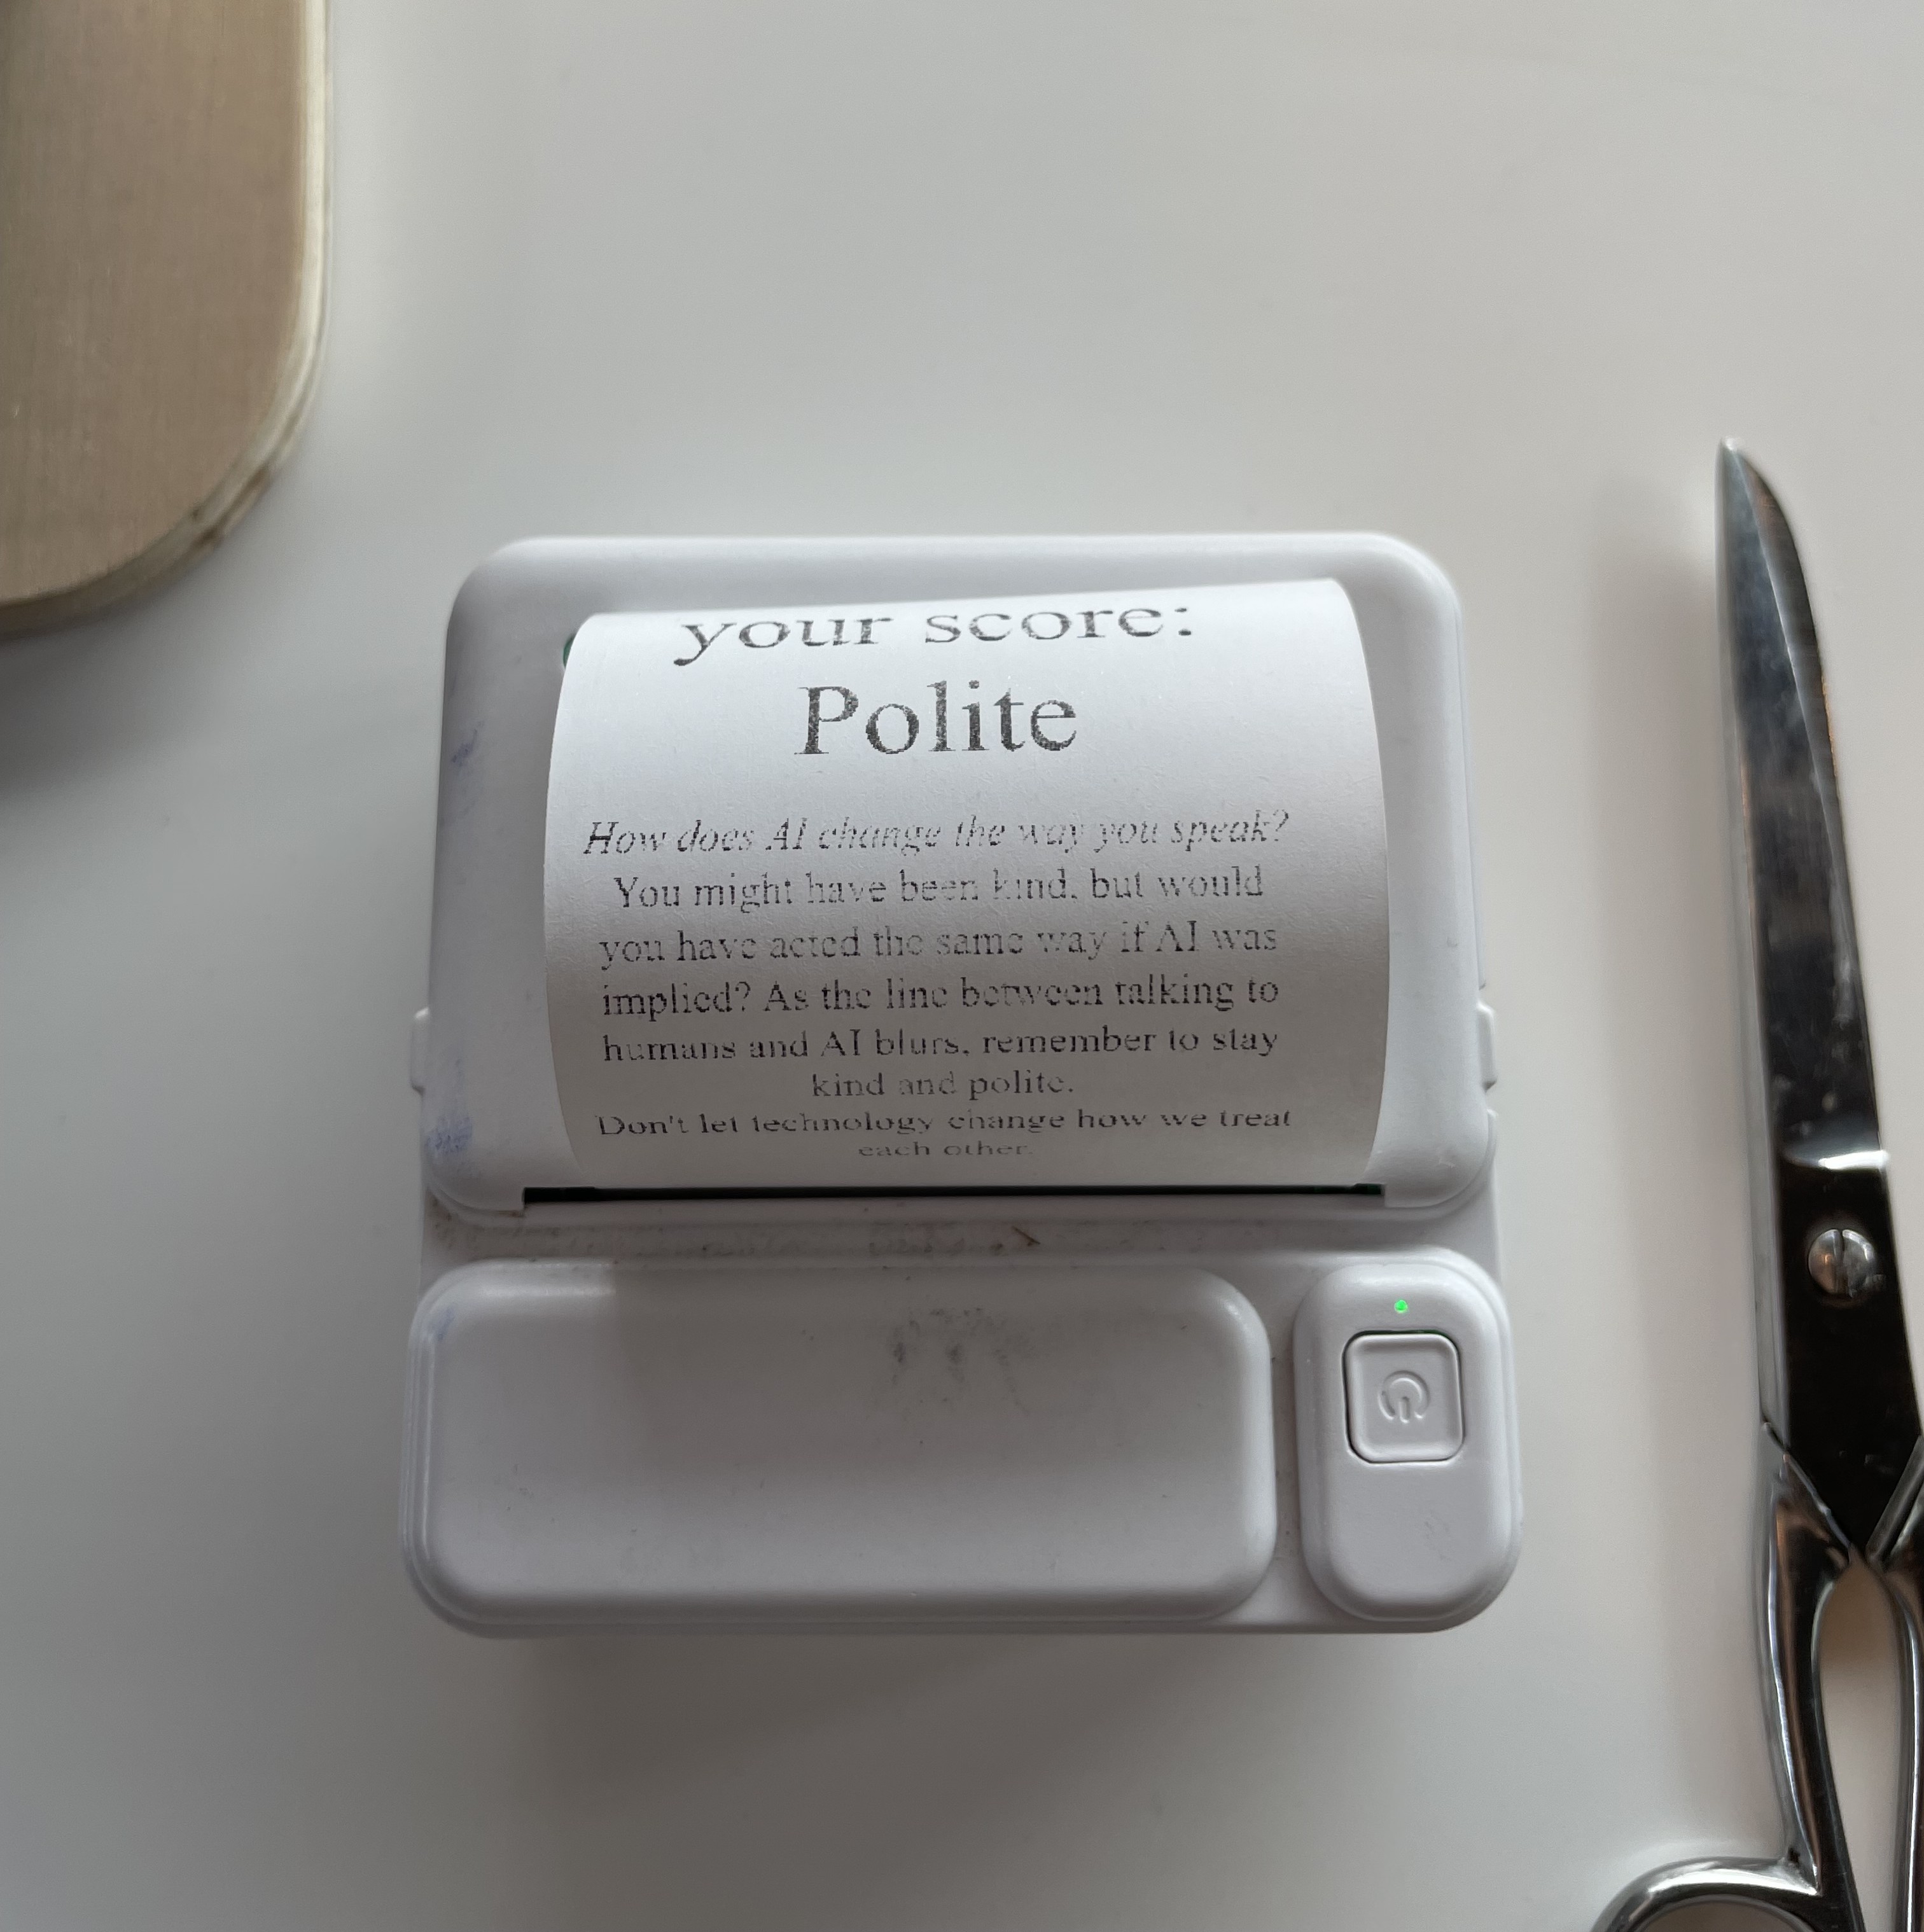 your score:
Polite
How does AI change the way you speak?
You might have been kind, but would
you have acted the same way if AI was
implied? As the line between talking to
humans and AI blurs, remember to stay
kind and polite.
Don't let technology change how we treat
each other.